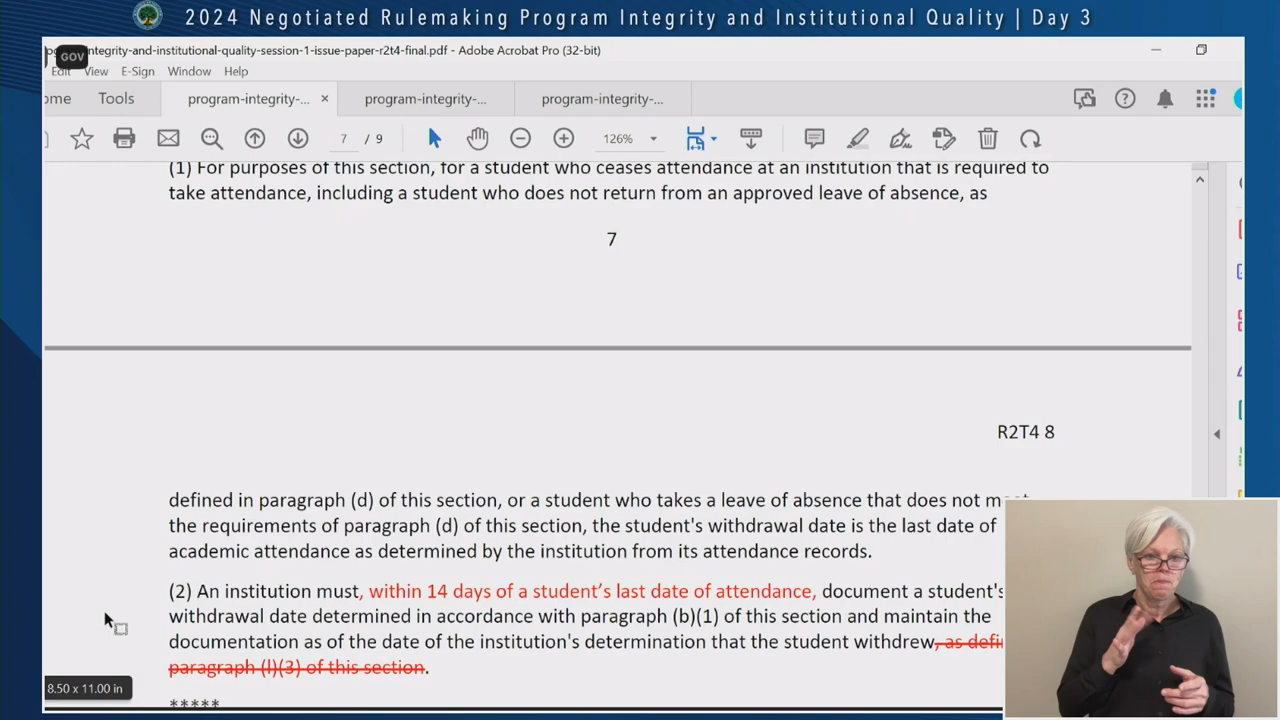 2024 Negotiated Rulemaking Program Integrity and Institutional Quality | Day 3
ntegrity-and-institutional-quality-session-1-issue-paper-r2t4-final.pdf - Adobe Acrobat Pro (32-bit)
GOV
Edit View E-Sign Window Help
ome Tools program-integrity-... × program-integrity-... program-integrity-...
7 / 9 126%
(1) For purposes of this section, for a student who ceases attendance at an institution that is required to
take attendance, including a student who does not return from an approved leave of absence, as
7
R2T4 8
defined in paragraph (d) of this section, or a student who takes a leave of absence that does not
the requirements of paragraph (d) of this section, the student's withdrawal date is the last date of
academic attendance as determined by the institution from its attendance records.
(2) An institution must, within 14 days of a student’s last date of attendance, document a student's
withdrawal date determined in accordance with paragraph (b)(1) of this section and maintain the
documentation as of the date of the institution's determination that the student withdrew, as defi
paragraph (l)(3) of this section.
8.50 x 11.00 in
*****